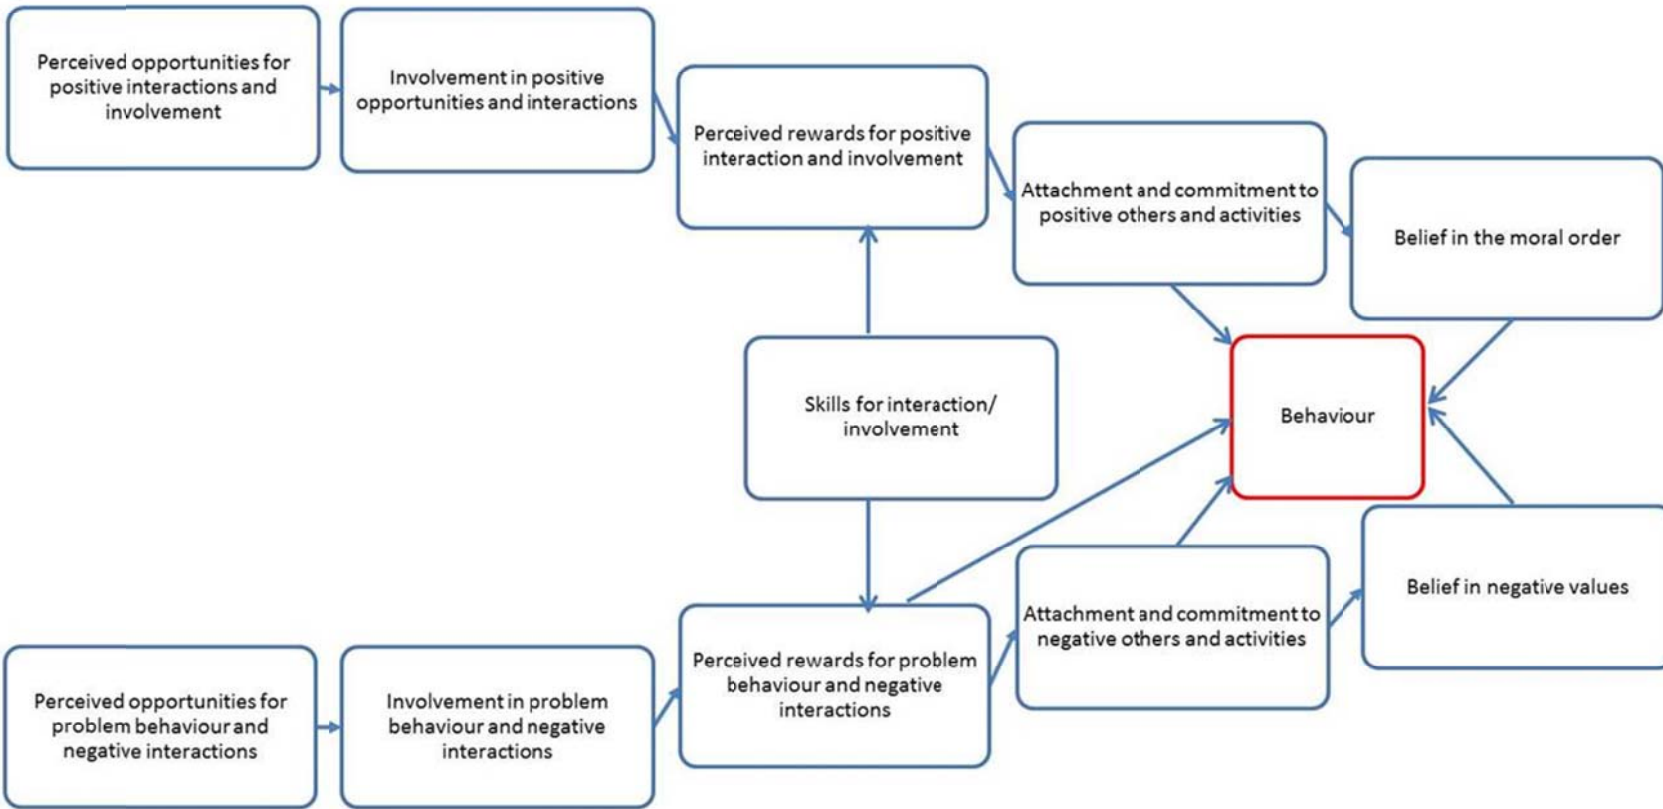 Perceived opportunities for
positive interactions and
involvement
Involvement in positive
opportunities and interactions
Perceived rewards for positive
interaction and involvement
Attachment and commitment to
positive others and activities
Belief in the moral order
Skills for interaction/
involvement
Behaviour
Perceived opportunities for
problem behaviour and
negative interactions
Involvement in problem
behaviour and negative
interactions
Perceived rewards for problem
behaviour and negative
interactions
Attachment and commitment to
negative others and activities
Belief in negative values